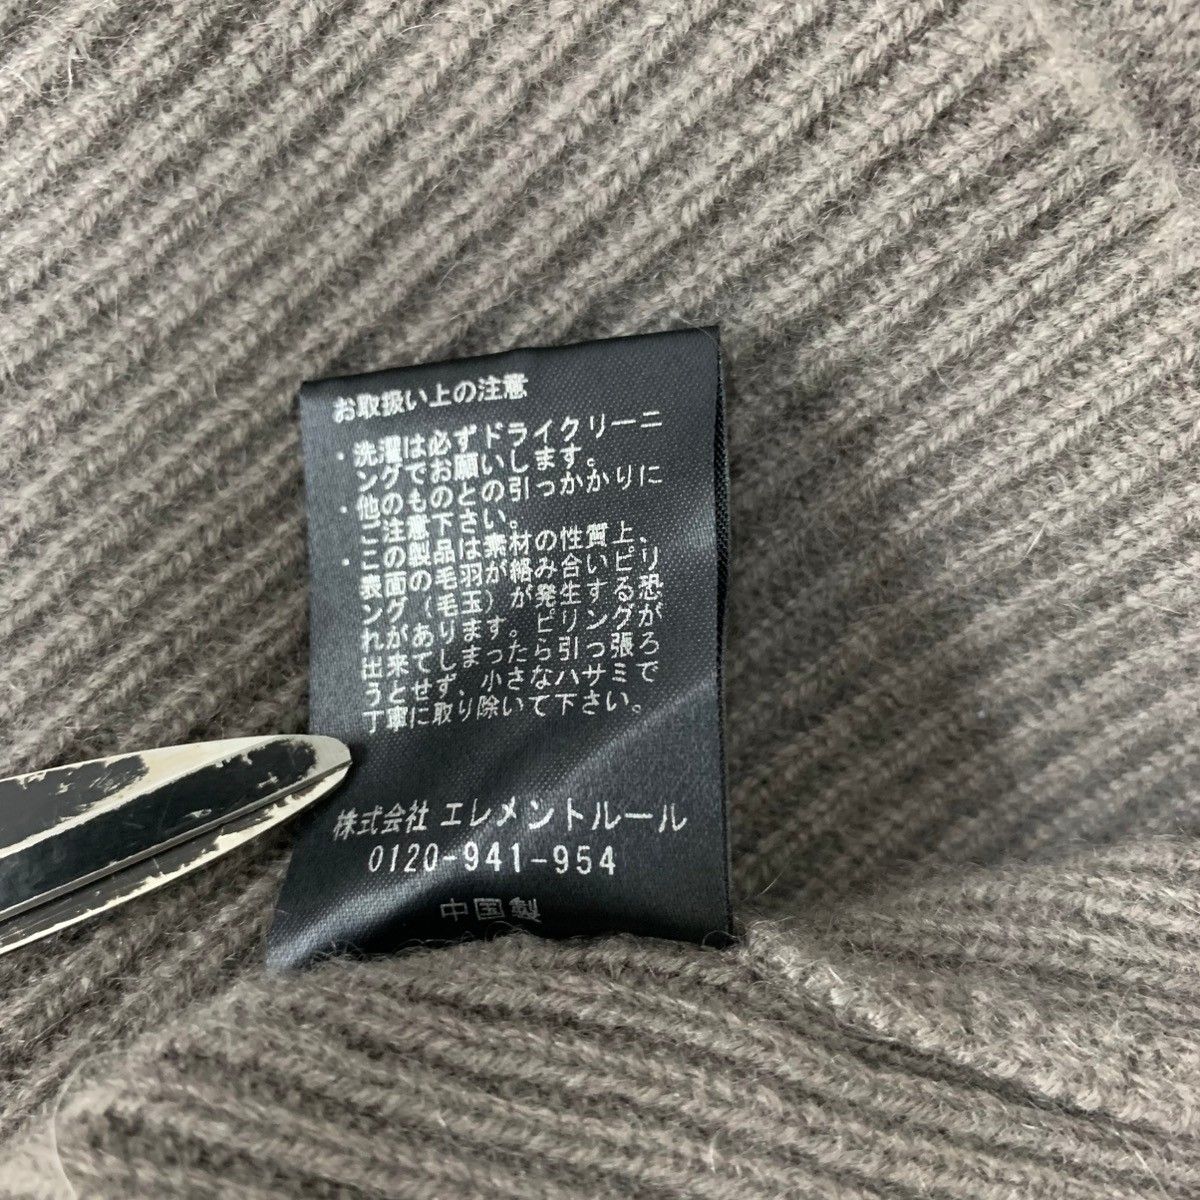 お取扱い上の注意
・洗濯は必ずドライクリーニ
ングでお願いします。
・他のものとの引っかかりに
ご注意下さい。
・この製品は素材の性質上、
表面の毛羽が絡み合いピリ
ング(毛玉)が発生する恐
れがあります。ピリングが
出来てしまったら引っ張ろ
うとせず、小さなハサミで
丁寧に取り除いて下さい。
株式会社 エレメントルール
0120-941-954
中国製